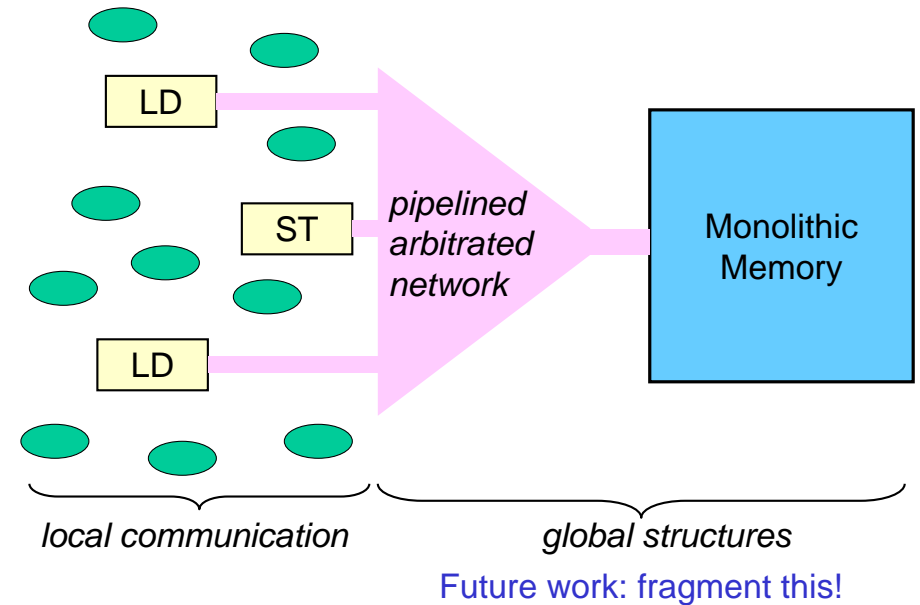 LD
ST
LD
pipelined
arbitrated
network
Monolithic
Memory
local communication
global structures
Future work: fragment this!